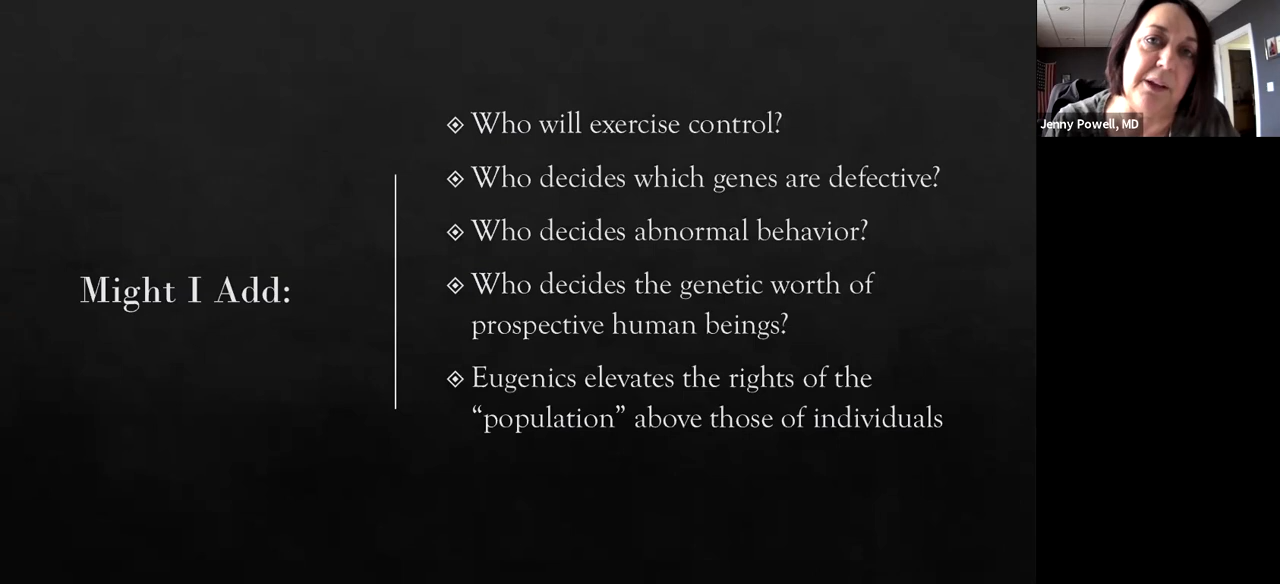 Might I Add:
Who will exercise control?
Who decides which genes are defective?
Who decides abnormal behavior?
Who decides the genetic worth of
prospective human beings?
Eugenics elevates the rights of the
“population” above those of individuals
Jenny Powell, MD